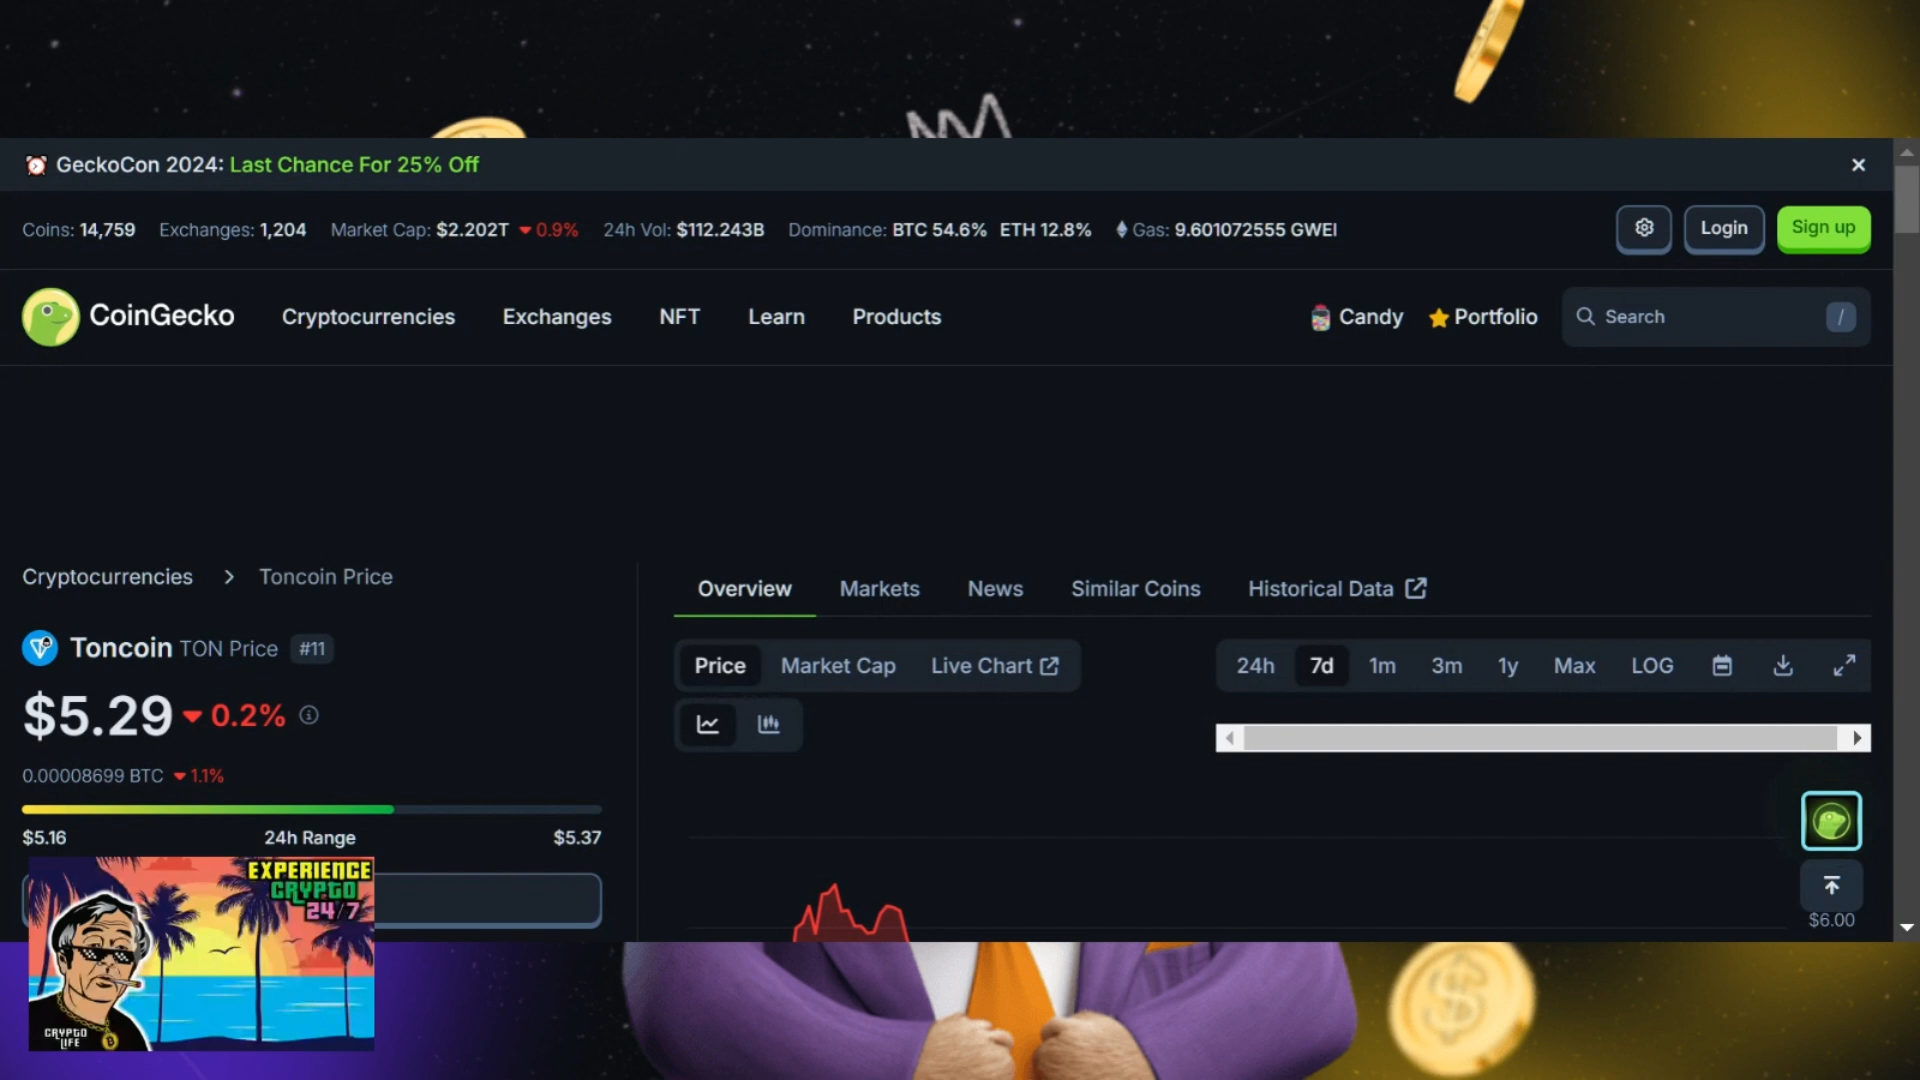 GeckoCon 2024: Last Chance For 25% Off
Coins: 14,759 Exchanges: 1,204 Market Cap: $2.202T 0.9% 24h Vol: $112.243B Dominance: BTC 54.6% ETH 12.8% Gas: 9.601072555 GWEI
Login
Sign up
CoinGecko
Cryptocurrencies Exchanges NFT Learn Products
Candy Portfolio
Search /
Cryptocurrencies > Toncoin Price
Toncoin TON Price #11
$5.29 0.2%
0.00008699 BTC 1.1%
$5.16 24h Range $5.37
Overview Markets News Similar Coins Historical Data
Price Market Cap Live Chart
24h 7d 1m 3m 1y Max LOG
$6.00
EXPERIENCE
CRYPTO
24/7
CRYPTO
LIFE